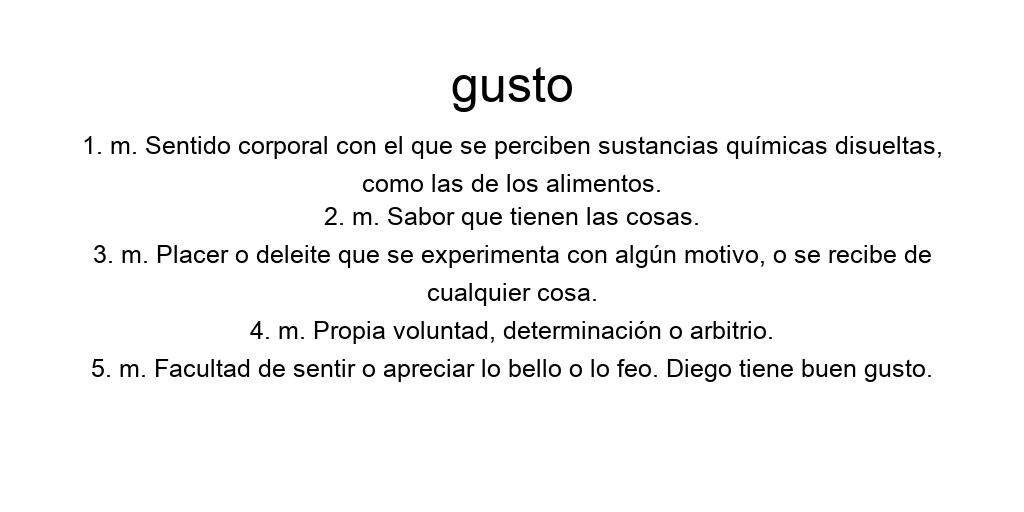 gusto
1. m. Sentido corporal con el que se perciben sustancias químicas disueltas,
como las de los alimentos.
2. m. Sabor que tienen las cosas.
3. m. Placer o deleite que se experimenta con algún motivo, o se recibe de
cualquier cosa.
4. m. Propia voluntad, determinación o arbitrio.
5. m. Facultad de sentir o apreciar lo bello o lo feo. Diego tiene buen gusto.